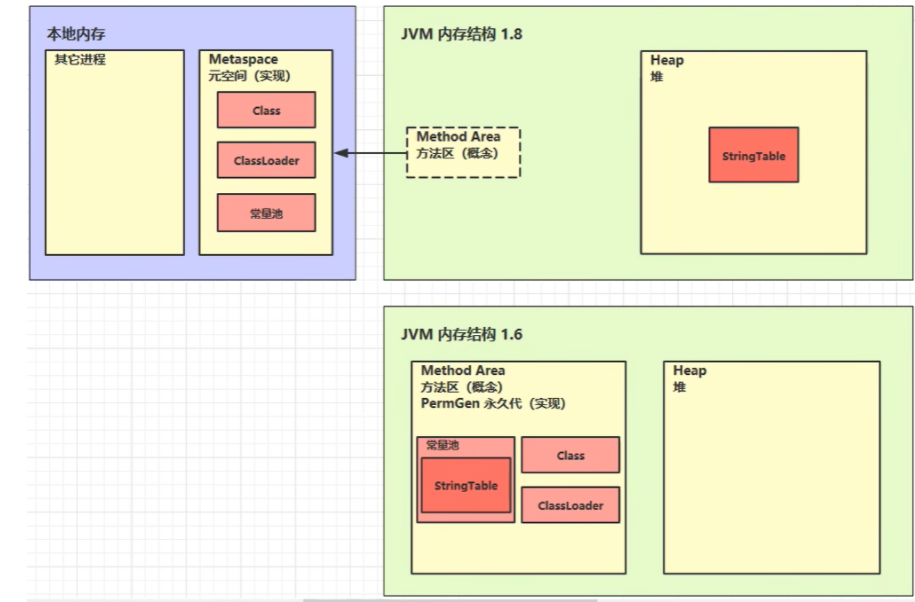 本地内存
其它进程
Metaspace
元空间（实现）
Class
ClassLoader
常量池
JVM 内存结构 1.8
Method Area
方法区（概念）
Heap
堆
StringTable
JVM 内存结构 1.6
Method Area
方法区（概念）
PermGen 永久代（实现）
常量池
StringTable
Class
ClassLoader
Heap
堆